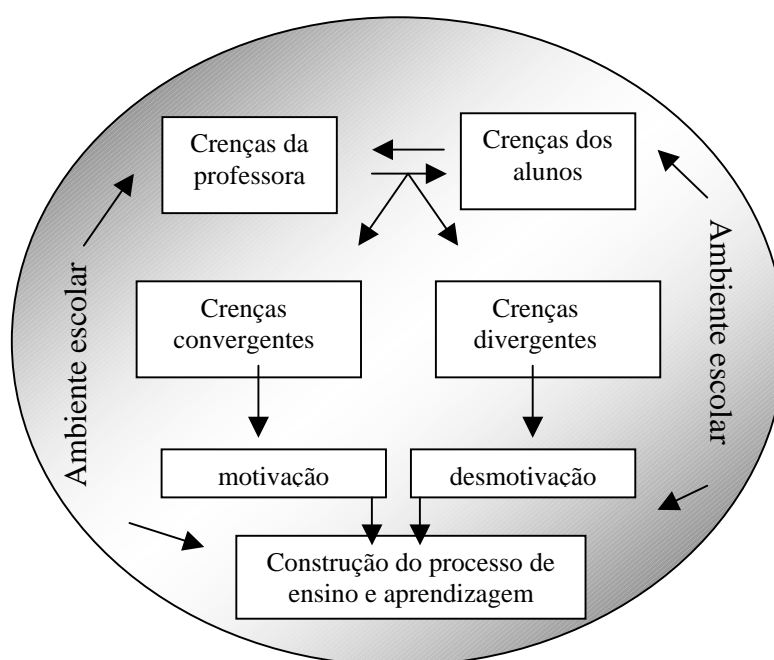 Crenças da
professora
Crenças dos
alunos
Ambiente escolar
Ambiente escolar
Crenças
convergentes
Crenças
divergentes
motivação
desmotivação
Construção do processo de
ensino e aprendizagem